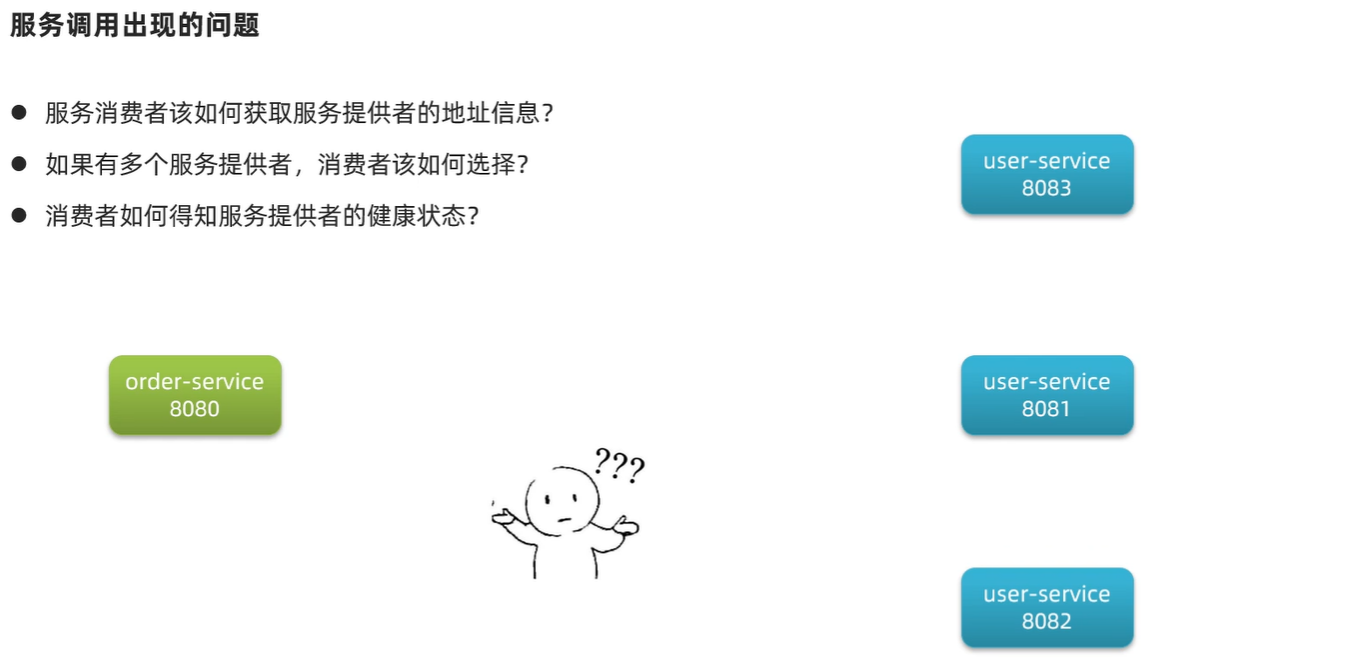 服务调用出现的问题
服务消费者该如何获取服务提供者的地址信息？
如果有多个服务提供者，消费者该如何选择？
消费者如何得知服务提供者的健康状态？
user-service
8083
order-service
8080
user-service
8081
???
user-service
8082